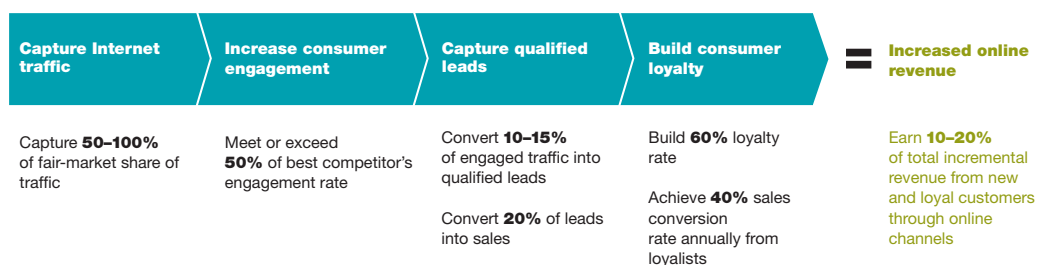 Capture Internet
traffic
Increase consumer
engagement
Capture qualified
leads
Build consumer
loyalty
=
Increased online
revenue
Capture 50–100%
of fair-market share of
traffic
Meet or exceed
50% of best competitor’s
engagement rate
Convert 10–15%
of engaged traffic into
qualified leads
Convert 20% of leads
into sales
Build 60% loyalty
rate
Achieve 40% sales
conversion
rate annually from
loyalists
Earn 10–20%
of total incremental
revenue from new
and loyal customers
through online
channels